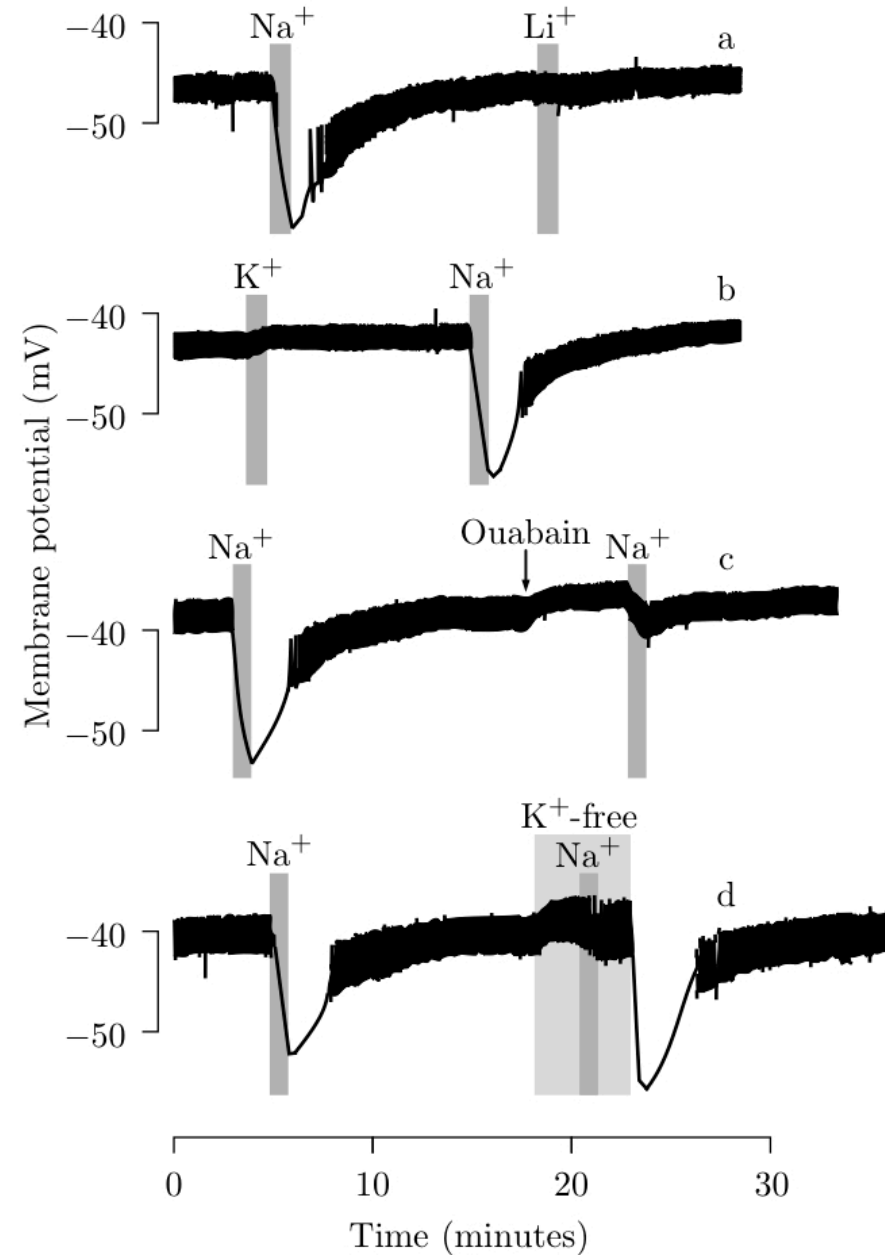 Na+ Li+
a
−40
−50
K+ Na+
b
−40
−50
Membrane potential (mV)
Ouabain
Na+ Na+
c
−40
−50
K+-free
Na+ Na+
d
−40
−50
0 10 20 30
Time (minutes)